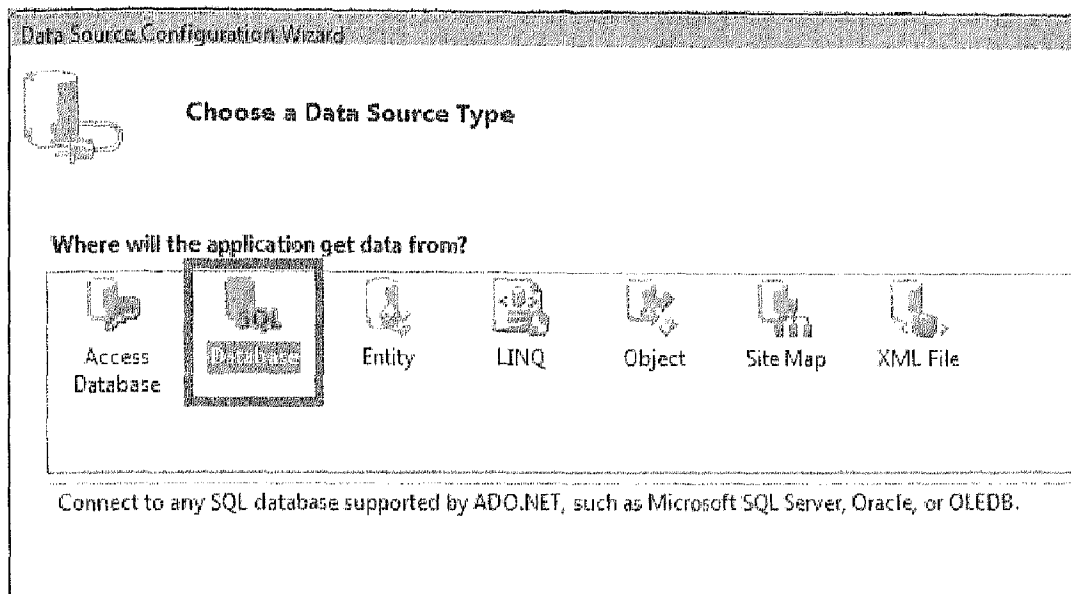 Data Source Configuration Wizard
Choose a Data Source Type
Where will the application get data from?
SQL
Access Database
Database
Entity
LINQ
Object
Site Map
XML File
Connect to any SQL database supported by ADO.NET, such as Microsoft SQL Server, Oracle, or OLEDB.